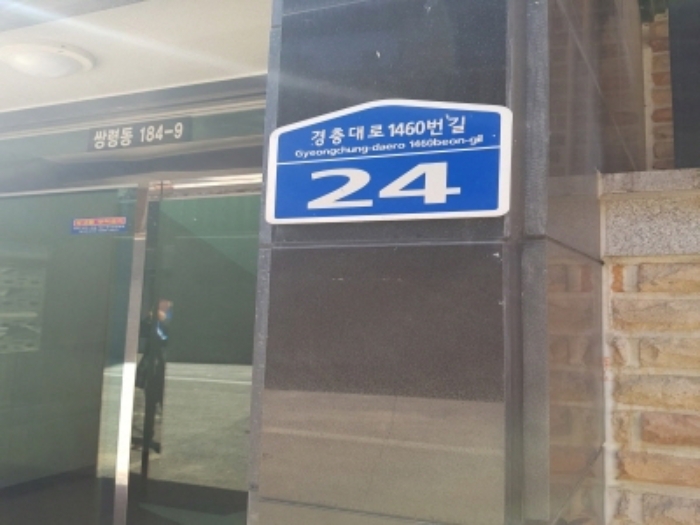 쌍령동 184-9
경충대로 1460번길
Gyeongchung-daero 1460beon-gil
24